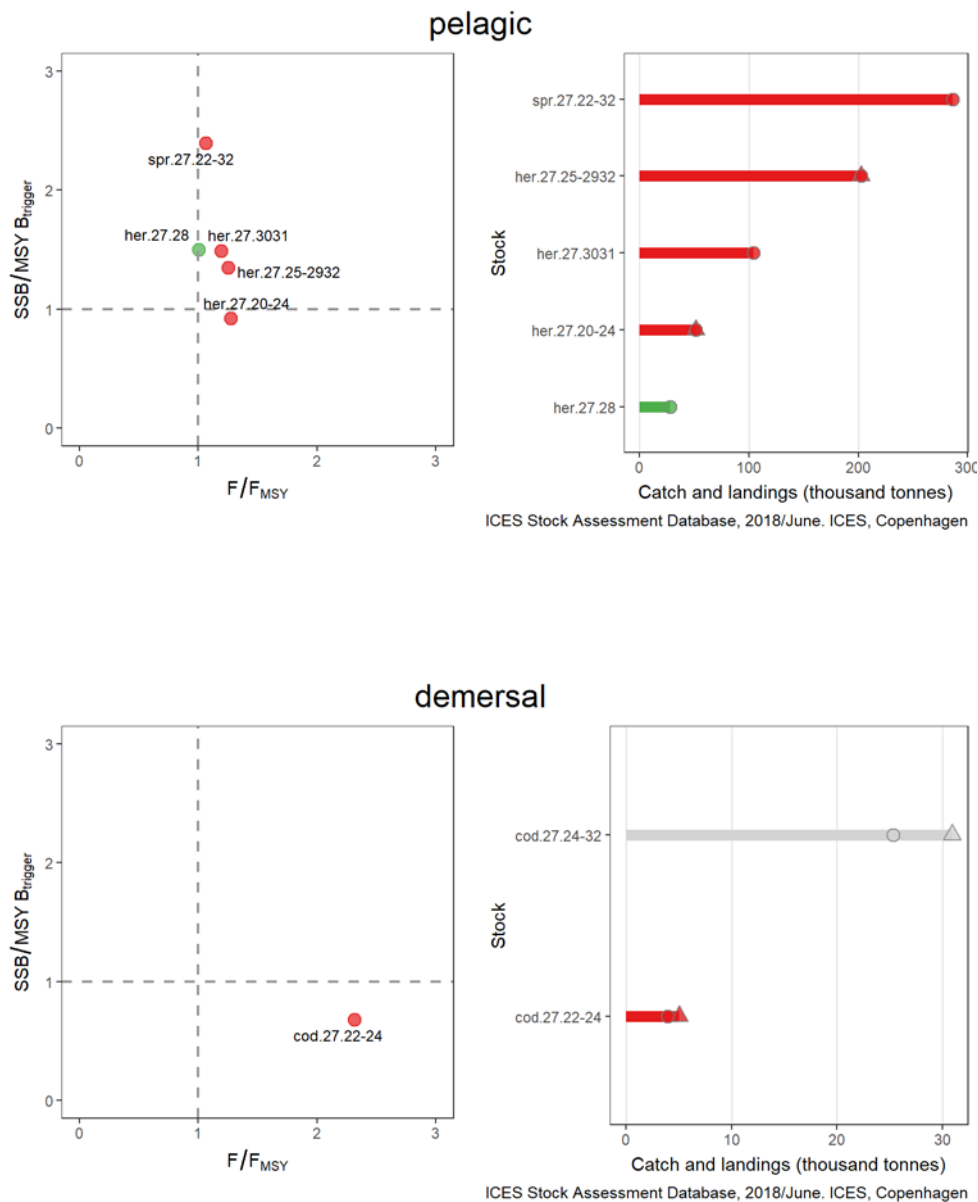 pelagic
3
2
1
0
SSB/MSY Btrigger
spr.27.22-32
her.27.28
her.27.3031
her.27.25-2932
her.27.20-24
0
1
2
3
F/FMSY
spr.27.22-32
her.27.25-2932
her.27.3031
her.27.20-24
her.27.28
Stock
0
100
200
300
Catch and landings (thousand tonnes)
ICES Stock Assessment Database, 2018/June. ICES, Copenhagen
demersal
3
2
1
0
SSB/MSY Btrigger
cod.27.22-24
0
1
2
3
F/FMSY
cod.27.24-32
cod.27.22-24
Stock
0
10
20
30
Catch and landings (thousand tonnes)
ICES Stock Assessment Database, 2018/June. ICES, Copenhagen